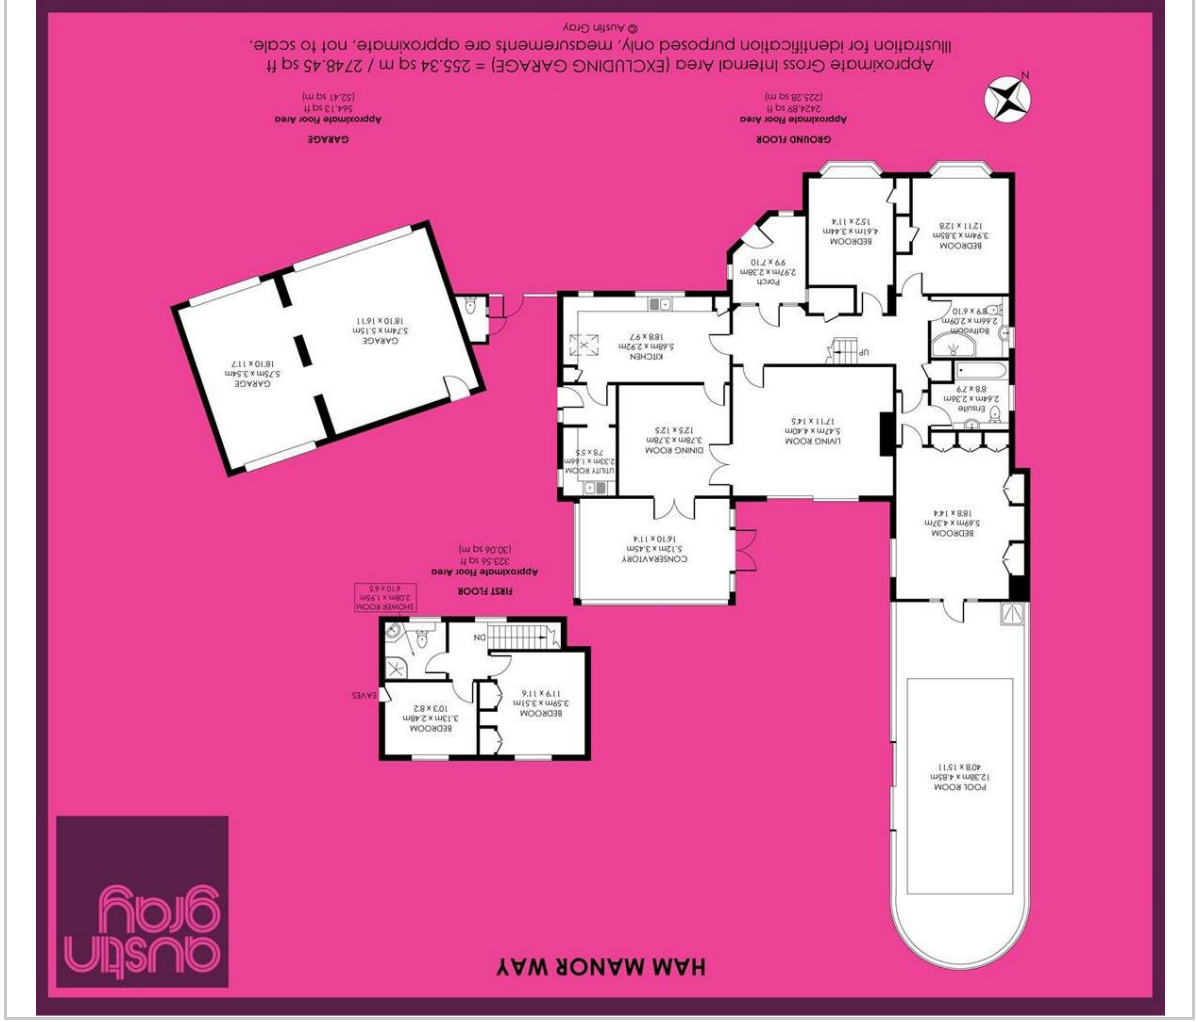 HAM MANOR WAY
austin
gray
POOL ROOM
12.38m x 4.85m
40'8 x 15'11
BEDROOM
3.59m x 3.51m
11'9 x 11'6
BEDROOM
3.13m x 2.48m
10'3 x 8'2
EAVES
DN
SHOWER ROOM
2.08m x 1.95m
6'10 x 6'5
FIRST FLOOR
Approximate Floor Area
323.56 sq ft
(30.06 sq m)
BEDROOM
5.69m x 4.37m
18'8 x 14'4
CONSERVATORY
5.12m x 3.45m
16'10 x 11'4
LIVING ROOM
5.47m x 4.40m
17'11 x 14'5
DINING ROOM
3.78m x 3.78m
12'5 x 12'5
UTILITY ROOM
2.33m x 1.66m
7'8 x 5'5
Ensuite
2.64m x 2.36m
8'8 x 7'9
UP
KITCHEN
5.68m x 2.92m
18'8 x 9'7
Bathroom
2.66m x 2.09m
8'9 x 6'10
GARAGE
5.74m x 5.15m
18'10 x 16'11
GARAGE
5.75m x 3.54m
18'10 x 11'7
BEDROOM
3.94m x 3.85m
12'11 x 12'8
BEDROOM
4.61m x 3.44m
15'2 x 11'4
Porch
2.97m x 2.38m
9'9 x 7'10
GROUND FLOOR
Approximate Floor Area
2424.89 sq ft
(225.28 sq m)
GARAGE
Approximate Floor Area
564.13 sq ft
(52.41 sq m)
N
Approximate Gross Internal Area (EXCLUDING GARAGE) = 255.34 sq m / 2748.45 sq ft
Illustration for identification purposed only, measurements are approximate, not to scale.
© Austin Gray